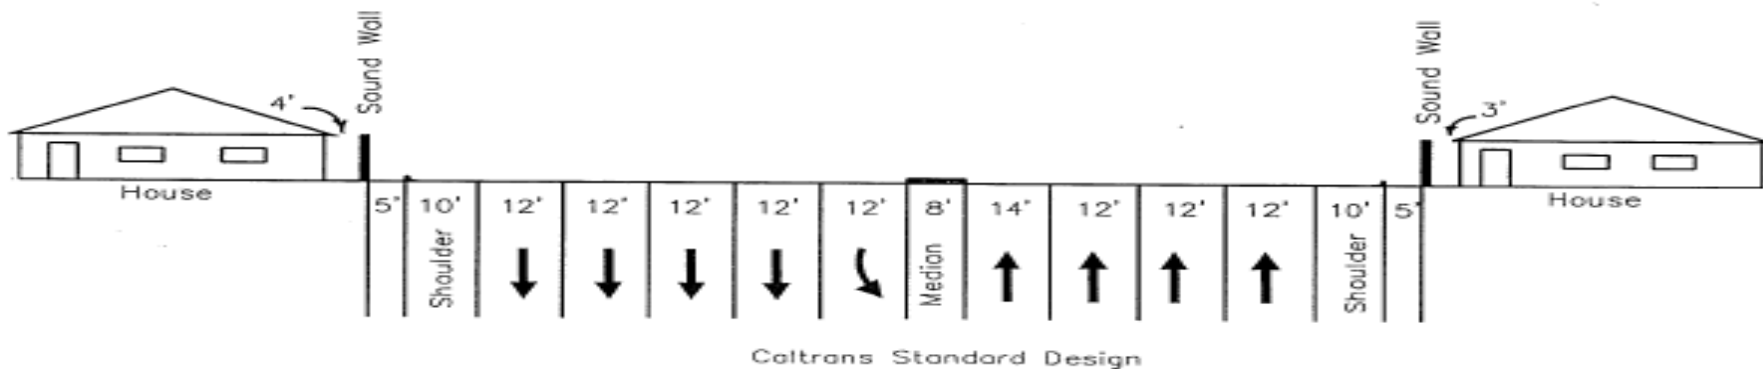 Sound Wall
Sound Wall
4'
3'
House
House
5' 10' 12' 12' 12' 12' 12' 8' 14' 12' 12' 12' 10' 5'
Shoulder
Median
Shoulder
Caltrans Standard Design